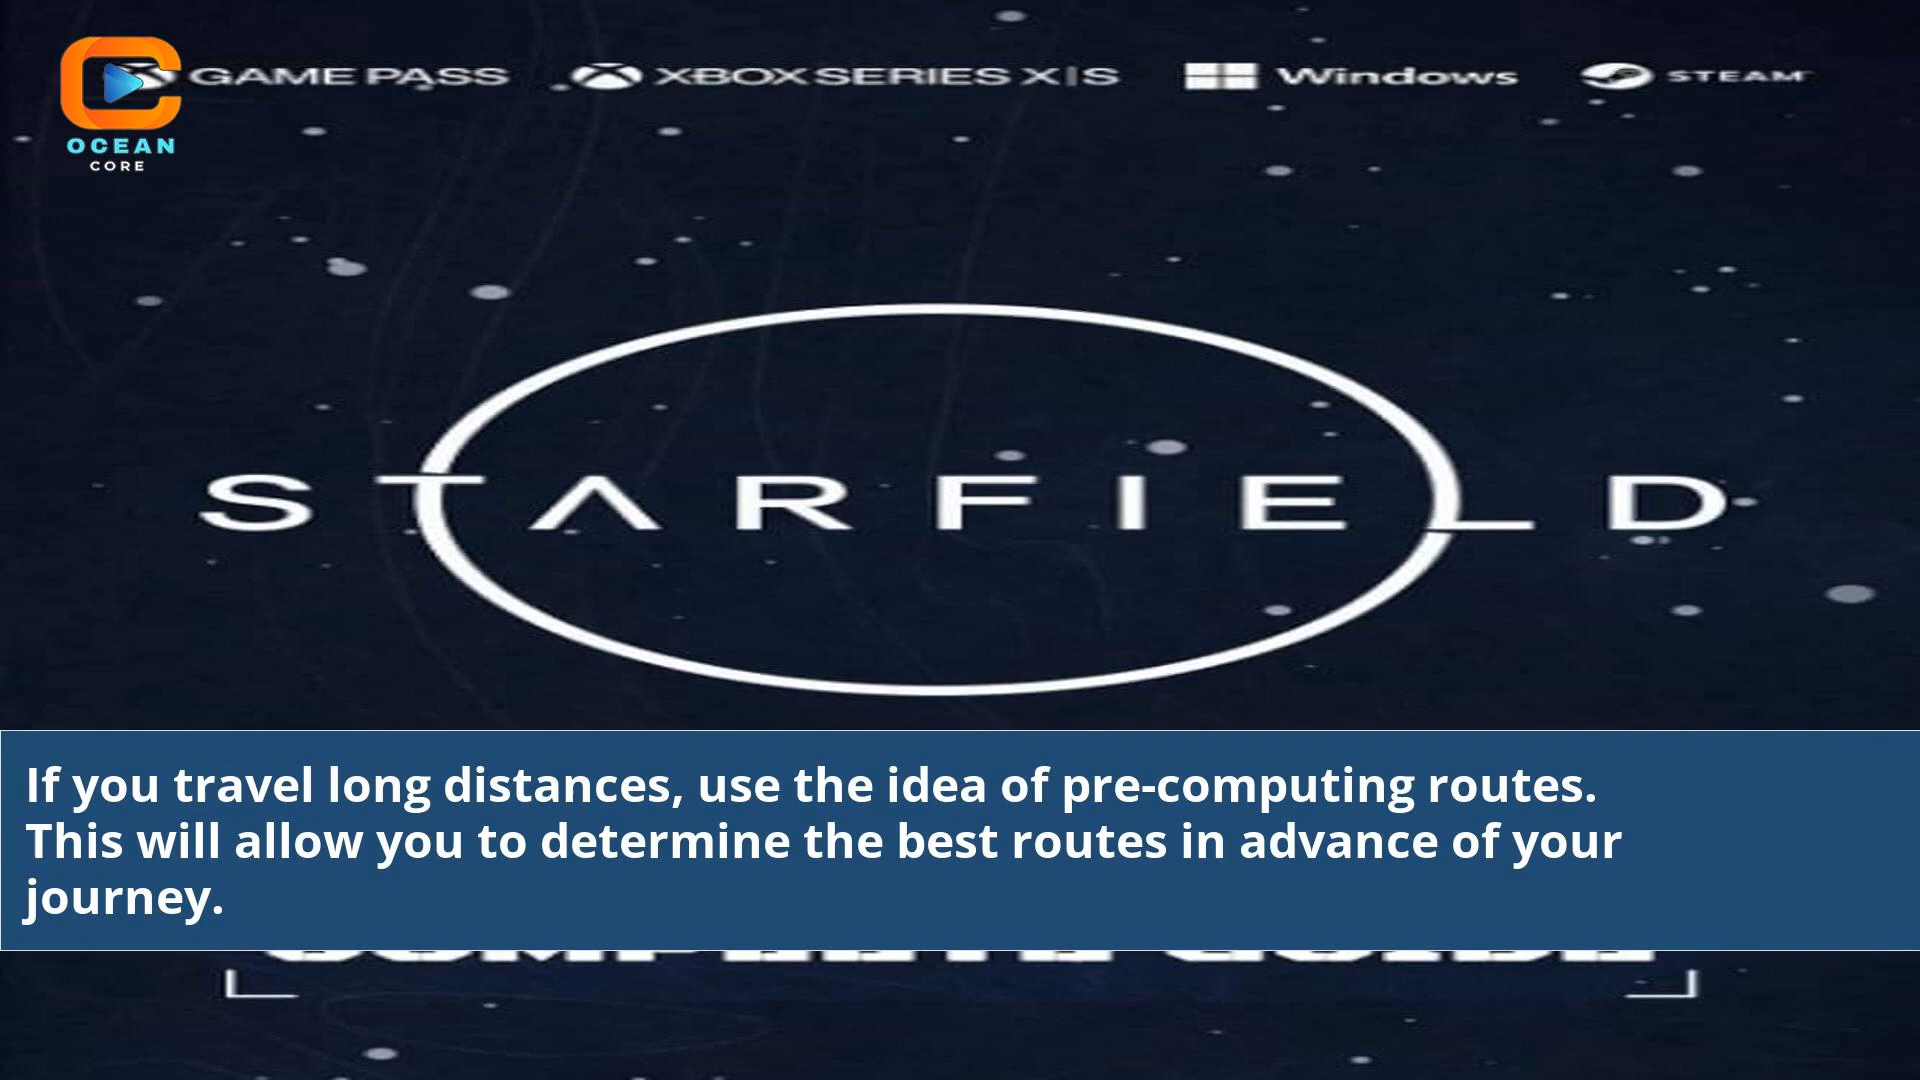 GAME PASS XBOX SERIES X|S Windows STEAM
OCEAN
CORE
STARFIELD
If you travel long distances, use the idea of pre-computing routes.
This will allow you to determine the best routes in advance of your
journey.